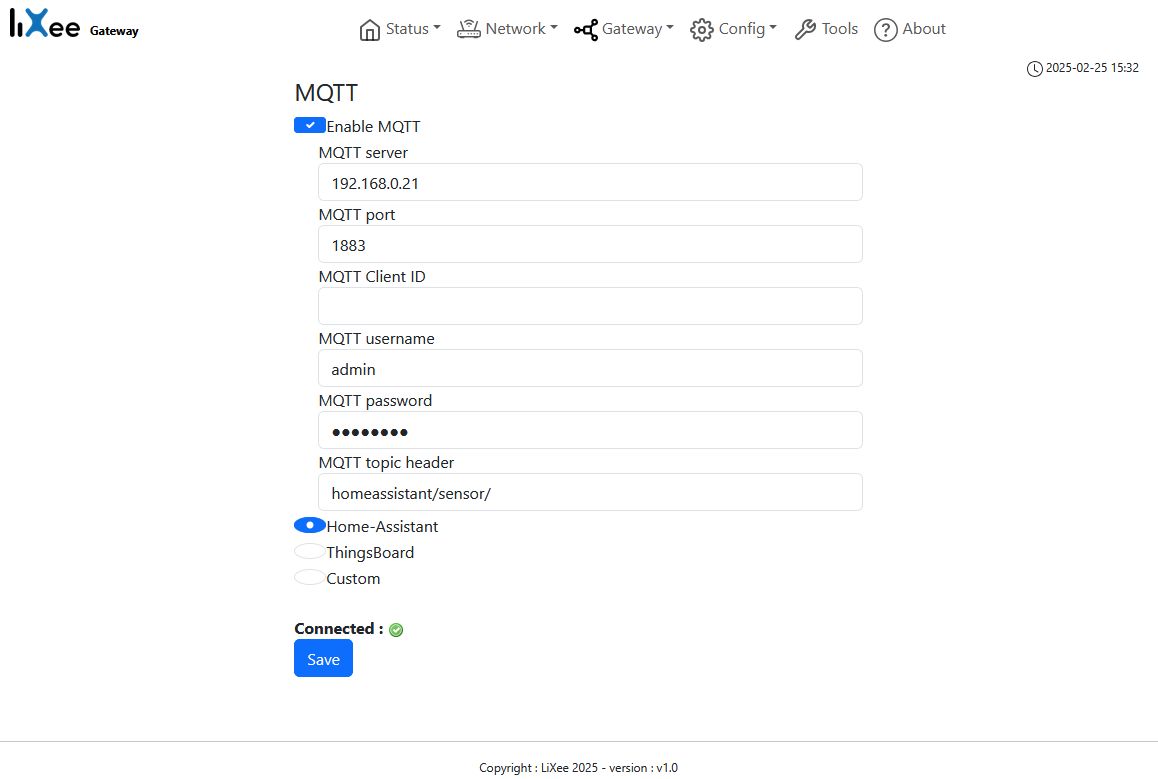 LiXee Gateway Status Network Gateway Config Tools ? About
2025-02-25 15:32
MQTT
Enable MQTT
MQTT server
192.168.0.21
MQTT port
1883
MQTT Client ID
MQTT username
admin
MQTT password
●●●●●●●●
MQTT topic header
homeassistant/sensor/
Home-Assistant
ThingsBoard
Custom
Connected :
Save
Copyright : LiXee 2025 - version : v1.0